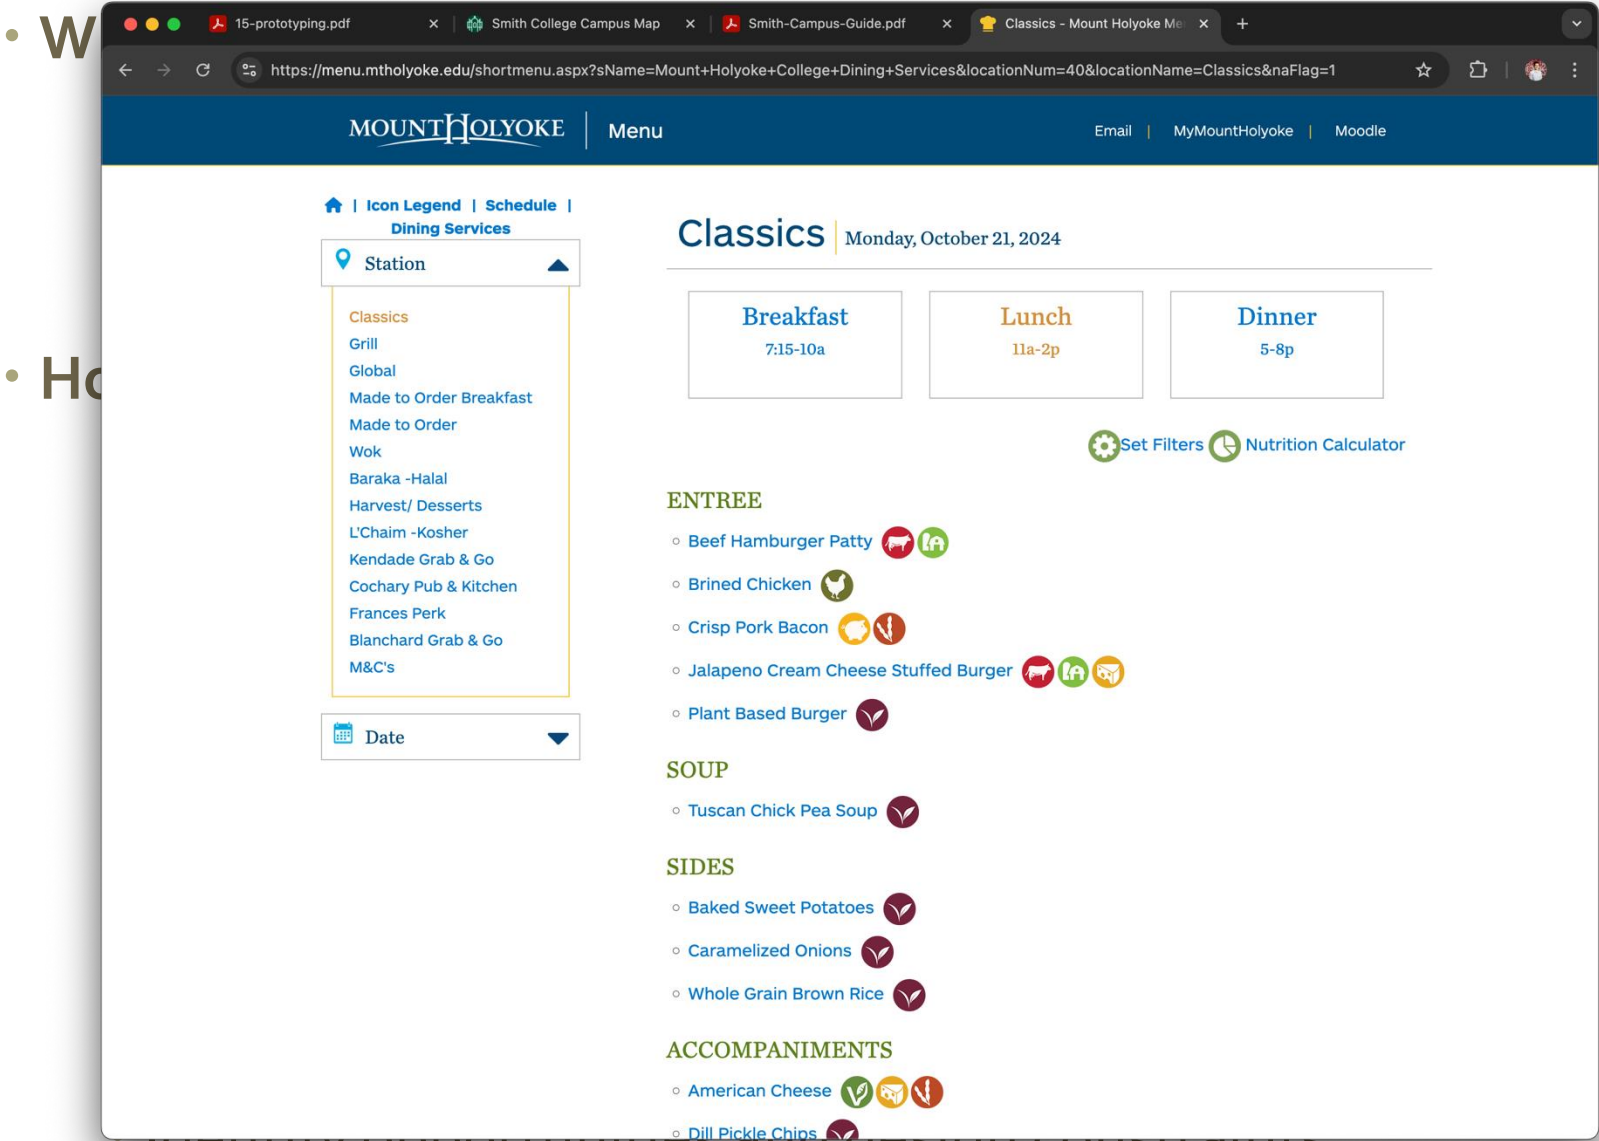 • W
• Ho
15-prototyping.pdf
Smith College Campus Map
Smith-Campus-Guide.pdf
Classics - Mount Holyoke Me
https://menu.mtholyoke.edu/shortmenu.aspx?sName=Mount+Holyoke+College+Dining+Services&locationNum=40&locationName=Classics&naFlag=1
MOUNT HOLYOKE | Menu
Email | MyMountHolyoke | Moodle
| Icon Legend | Schedule |
Dining Services
Station
Classics
Grill
Global
Made to Order Breakfast
Made to Order
Wok
Baraka -Halal
Harvest/ Desserts
L'Chaim -Kosher
Kendade Grab & Go
Cochary Pub & Kitchen
Frances Perk
Blanchard Grab & Go
M&C's
Date
Classics | Monday, October 21, 2024
Breakfast
7:15-10a
Lunch
11a-2p
Dinner
5-8p
Set Filters Nutrition Calculator
ENTREE
Beef Hamburger Patty
Brined Chicken
Crisp Pork Bacon
Jalapeno Cream Cheese Stuffed Burger
Plant Based Burger
SOUP
Tuscan Chick Pea Soup
SIDES
Baked Sweet Potatoes
Caramelized Onions
Whole Grain Brown Rice
ACCOMPANIMENTS
American Cheese
Dill Pickle Chips